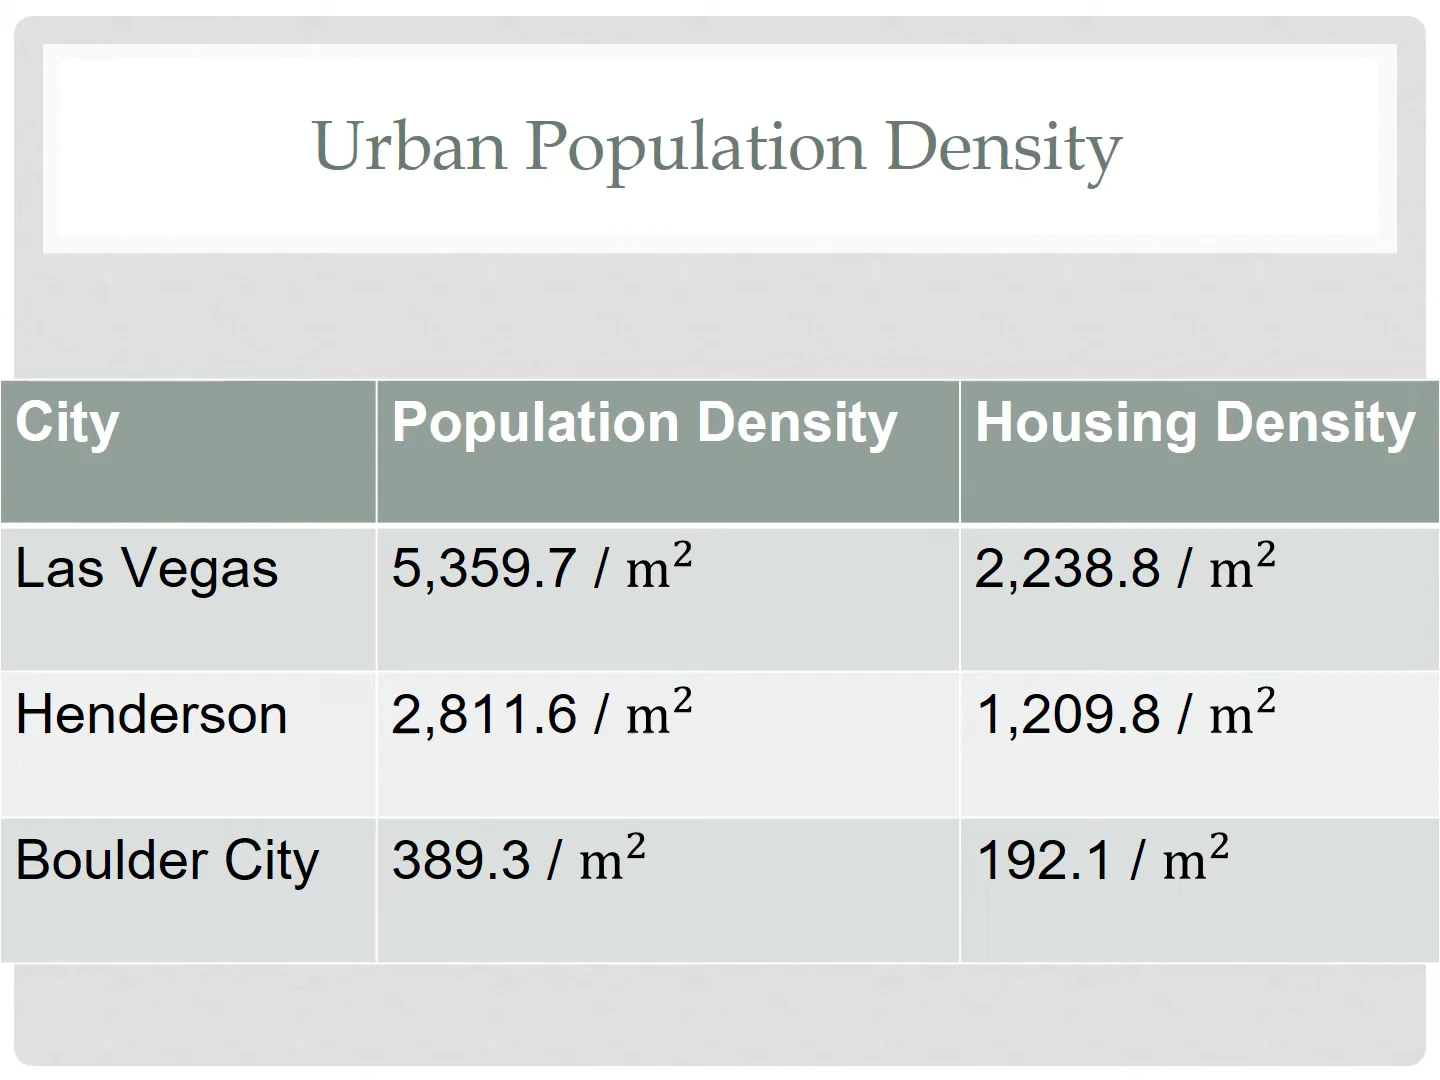 Urban Population Density
City Population Density Housing Density
Las Vegas 5,359.7 / m² 2,238.8 / m²
Henderson 2,811.6 / m² 1,209.8 / m²
Boulder City 389.3 / m² 192.1 / m²